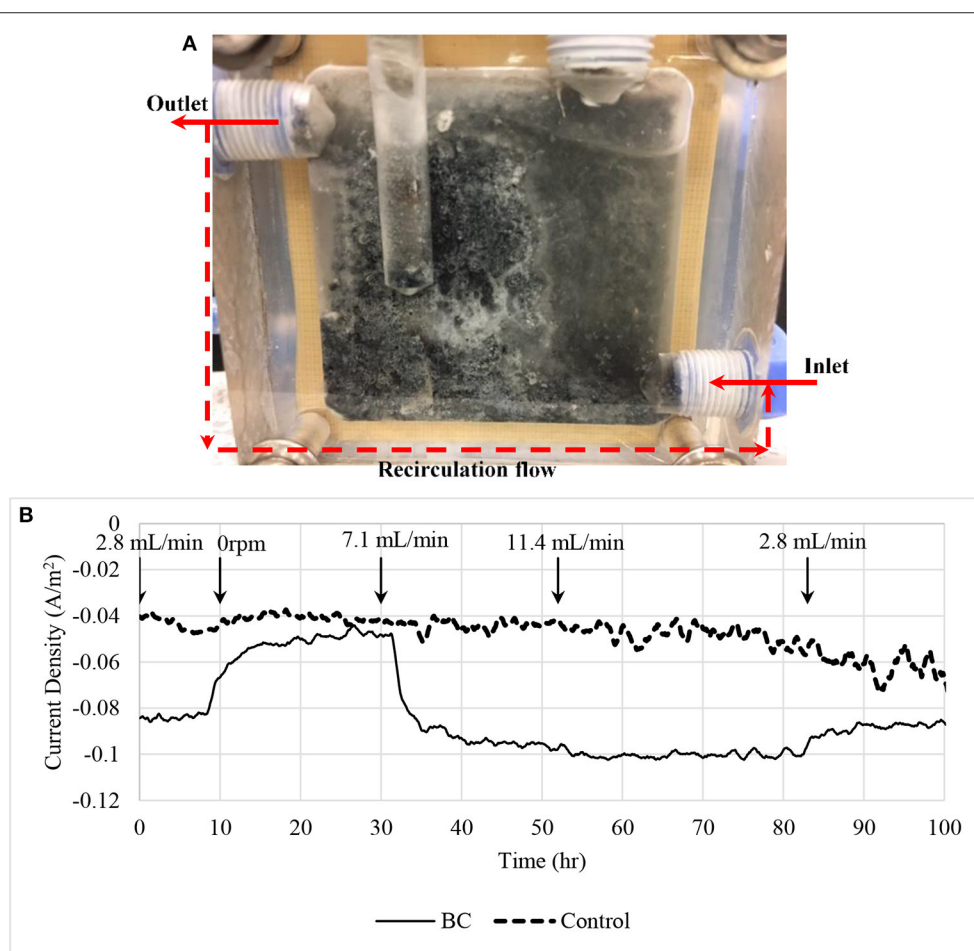 A
Outlet
Inlet
Recirculation flow
B
0
2.8 mL/min 0rpm 7.1 mL/min 11.4 mL/min 2.8 mL/min
-0.02
-0.04
-0.06
-0.08
-0.1
-0.12
Current Density (A/m²)
0 10 20 30 40 50 60 70 80 90 100
Time (hr)
BC Control